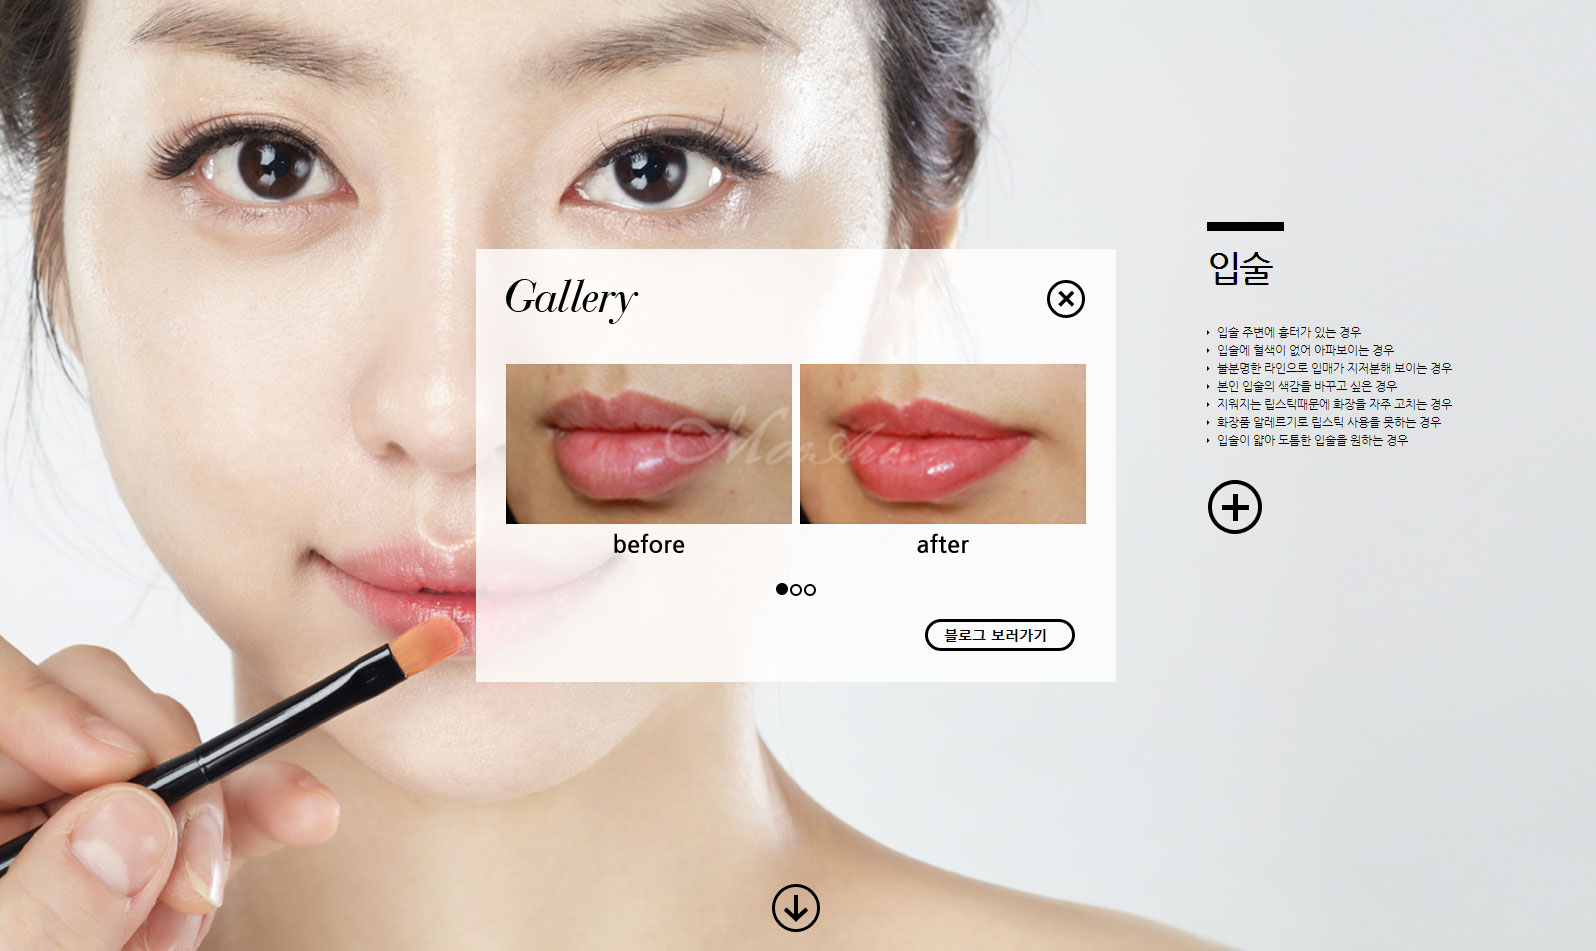 Gallery
before
after
블로그 보러가기
입술
입술 주변에 흉터가 있는 경우
입술에 혈색이 없어 아파보이는 경우
불분명한 라인으로 입매가 지저분해 보이는 경우
본인 입술의 색감을 바꾸고 싶은 경우
지워지는 립스틱때문에 화장을 자주 고치는 경우
화장품 알레르기로 립스틱 사용을 못하는 경우
입술이 얇아 도톰한 입술을 원하는 경우